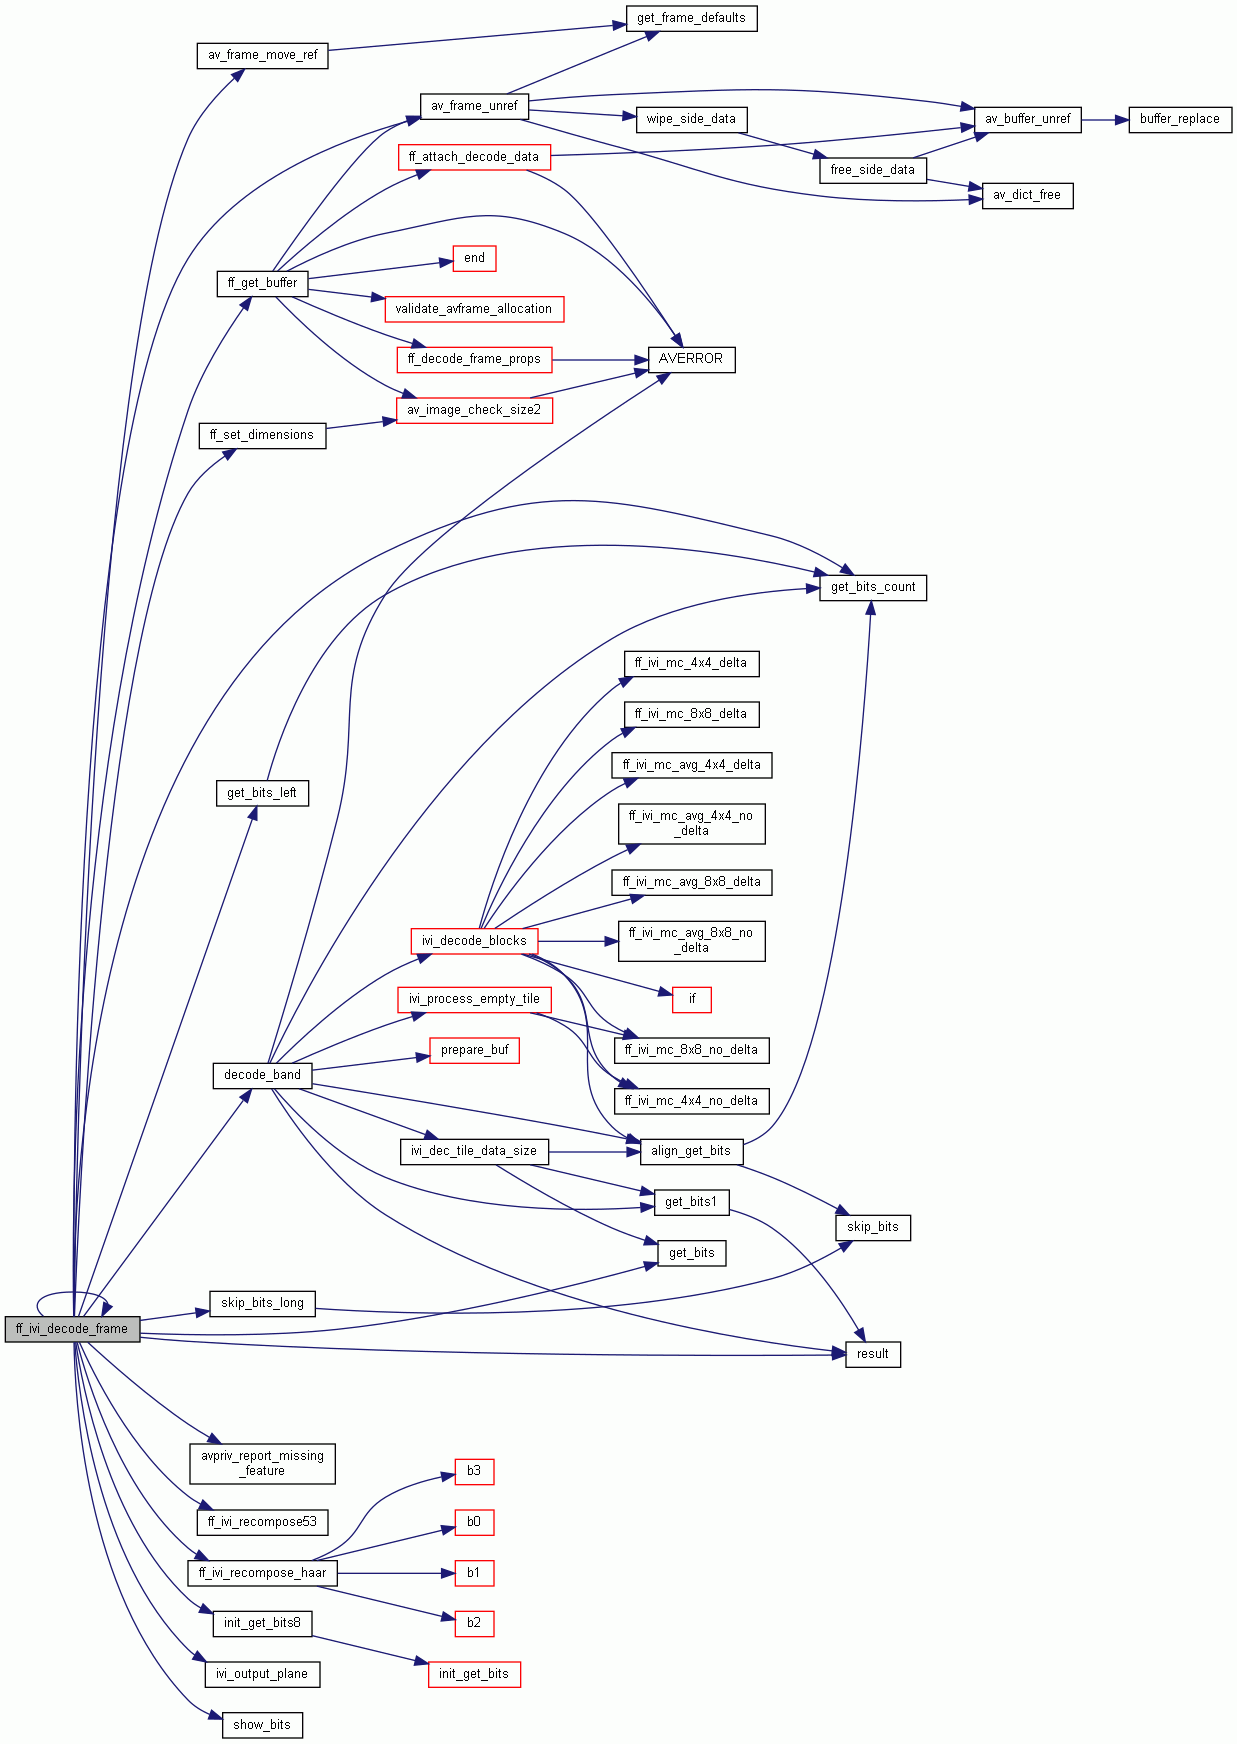 get_frame_defaults
av_frame_move_ref
av_frame_unref
wipe_side_data
av_buffer_unref
buffer_replace
ff_attach_decode_data
free_side_data
av_dict_free
end
ff_get_buffer
validate_avframe_allocation
ff_decode_frame_props
AVERROR
av_image_check_size2
ff_set_dimensions
get_bits_count
ff_ivi_mc_4x4_delta
ff_ivi_mc_8x8_delta
ff_ivi_mc_avg_4x4_delta
get_bits_left
ff_ivi_mc_avg_4x4_no
_delta
ff_ivi_mc_avg_8x8_delta
ivi_decode_blocks
ff_ivi_mc_avg_8x8_no
_delta
ivi_process_empty_tile
if
prepare_buf
ff_ivi_mc_8x8_no_delta
decode_band
ff_ivi_mc_4x4_no_delta
ivi_dec_tile_data_size
align_get_bits
get_bits1
skip_bits
get_bits
skip_bits_long
ff_ivi_decode_frame
result
avpriv_report_missing
_feature
b3
ff_ivi_recompose53
b0
ff_ivi_recompose_haar
b1
init_get_bits8
b2
ivi_output_plane
init_get_bits
show_bits